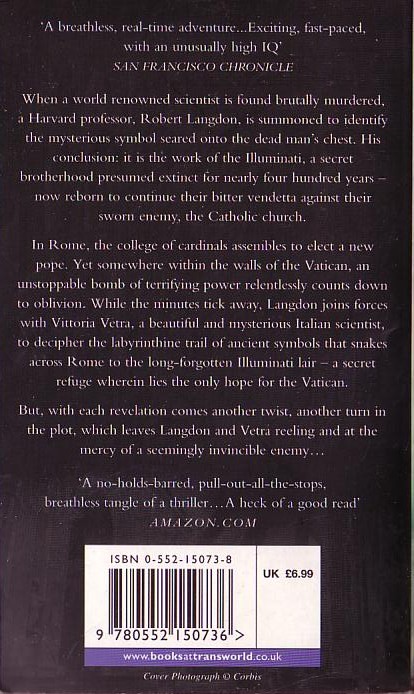 ‘A breathless, real-time adventure...Exciting, fast-paced,
with an unusually high IQ’
SAN FRANCISCO CHRONICLE
When a world renowned scientist is found brutally murdered,
a Harvard professor, Robert Langdon, is summoned to identify
the mysterious symbol seared onto the dead man's chest. His
conclusion: it is the work of the Illuminati, a secret
brotherhood presumed extinct for nearly four hundred years –
now reborn to continue their bitter vendetta against their
sworn enemy, the Catholic church.
In Rome, the college of cardinals assembles to elect a new
pope. Yet somewhere within the walls of the Vatican, an
unstoppable bomb of terrifying power relentlessly counts down
to oblivion. While the minutes tick away, Langdon joins forces
with Vittoria Vetra, a beautiful and mysterious Italian scientist,
to decipher the labyrinthine trail of ancient symbols that snakes
across Rome to the long-forgotten Illuminati lair – a secret
refuge wherein lies the only hope for the Vatican.
But, with each revelation comes another twist, another turn in
the plot, which leaves Langdon and Vetra reeling and at the
mercy of a seemingly invincible enemy...
‘A no-holds-barred, pull-out-all-the-stops,
breathless tangle of a thriller...A heck of a good read’
AMAZON.COM
ISBN 0-552-15073-8
UK £6.99
9 780552 150736 >
www.booksattransworld.co.uk
Cover Photograph © Corbis